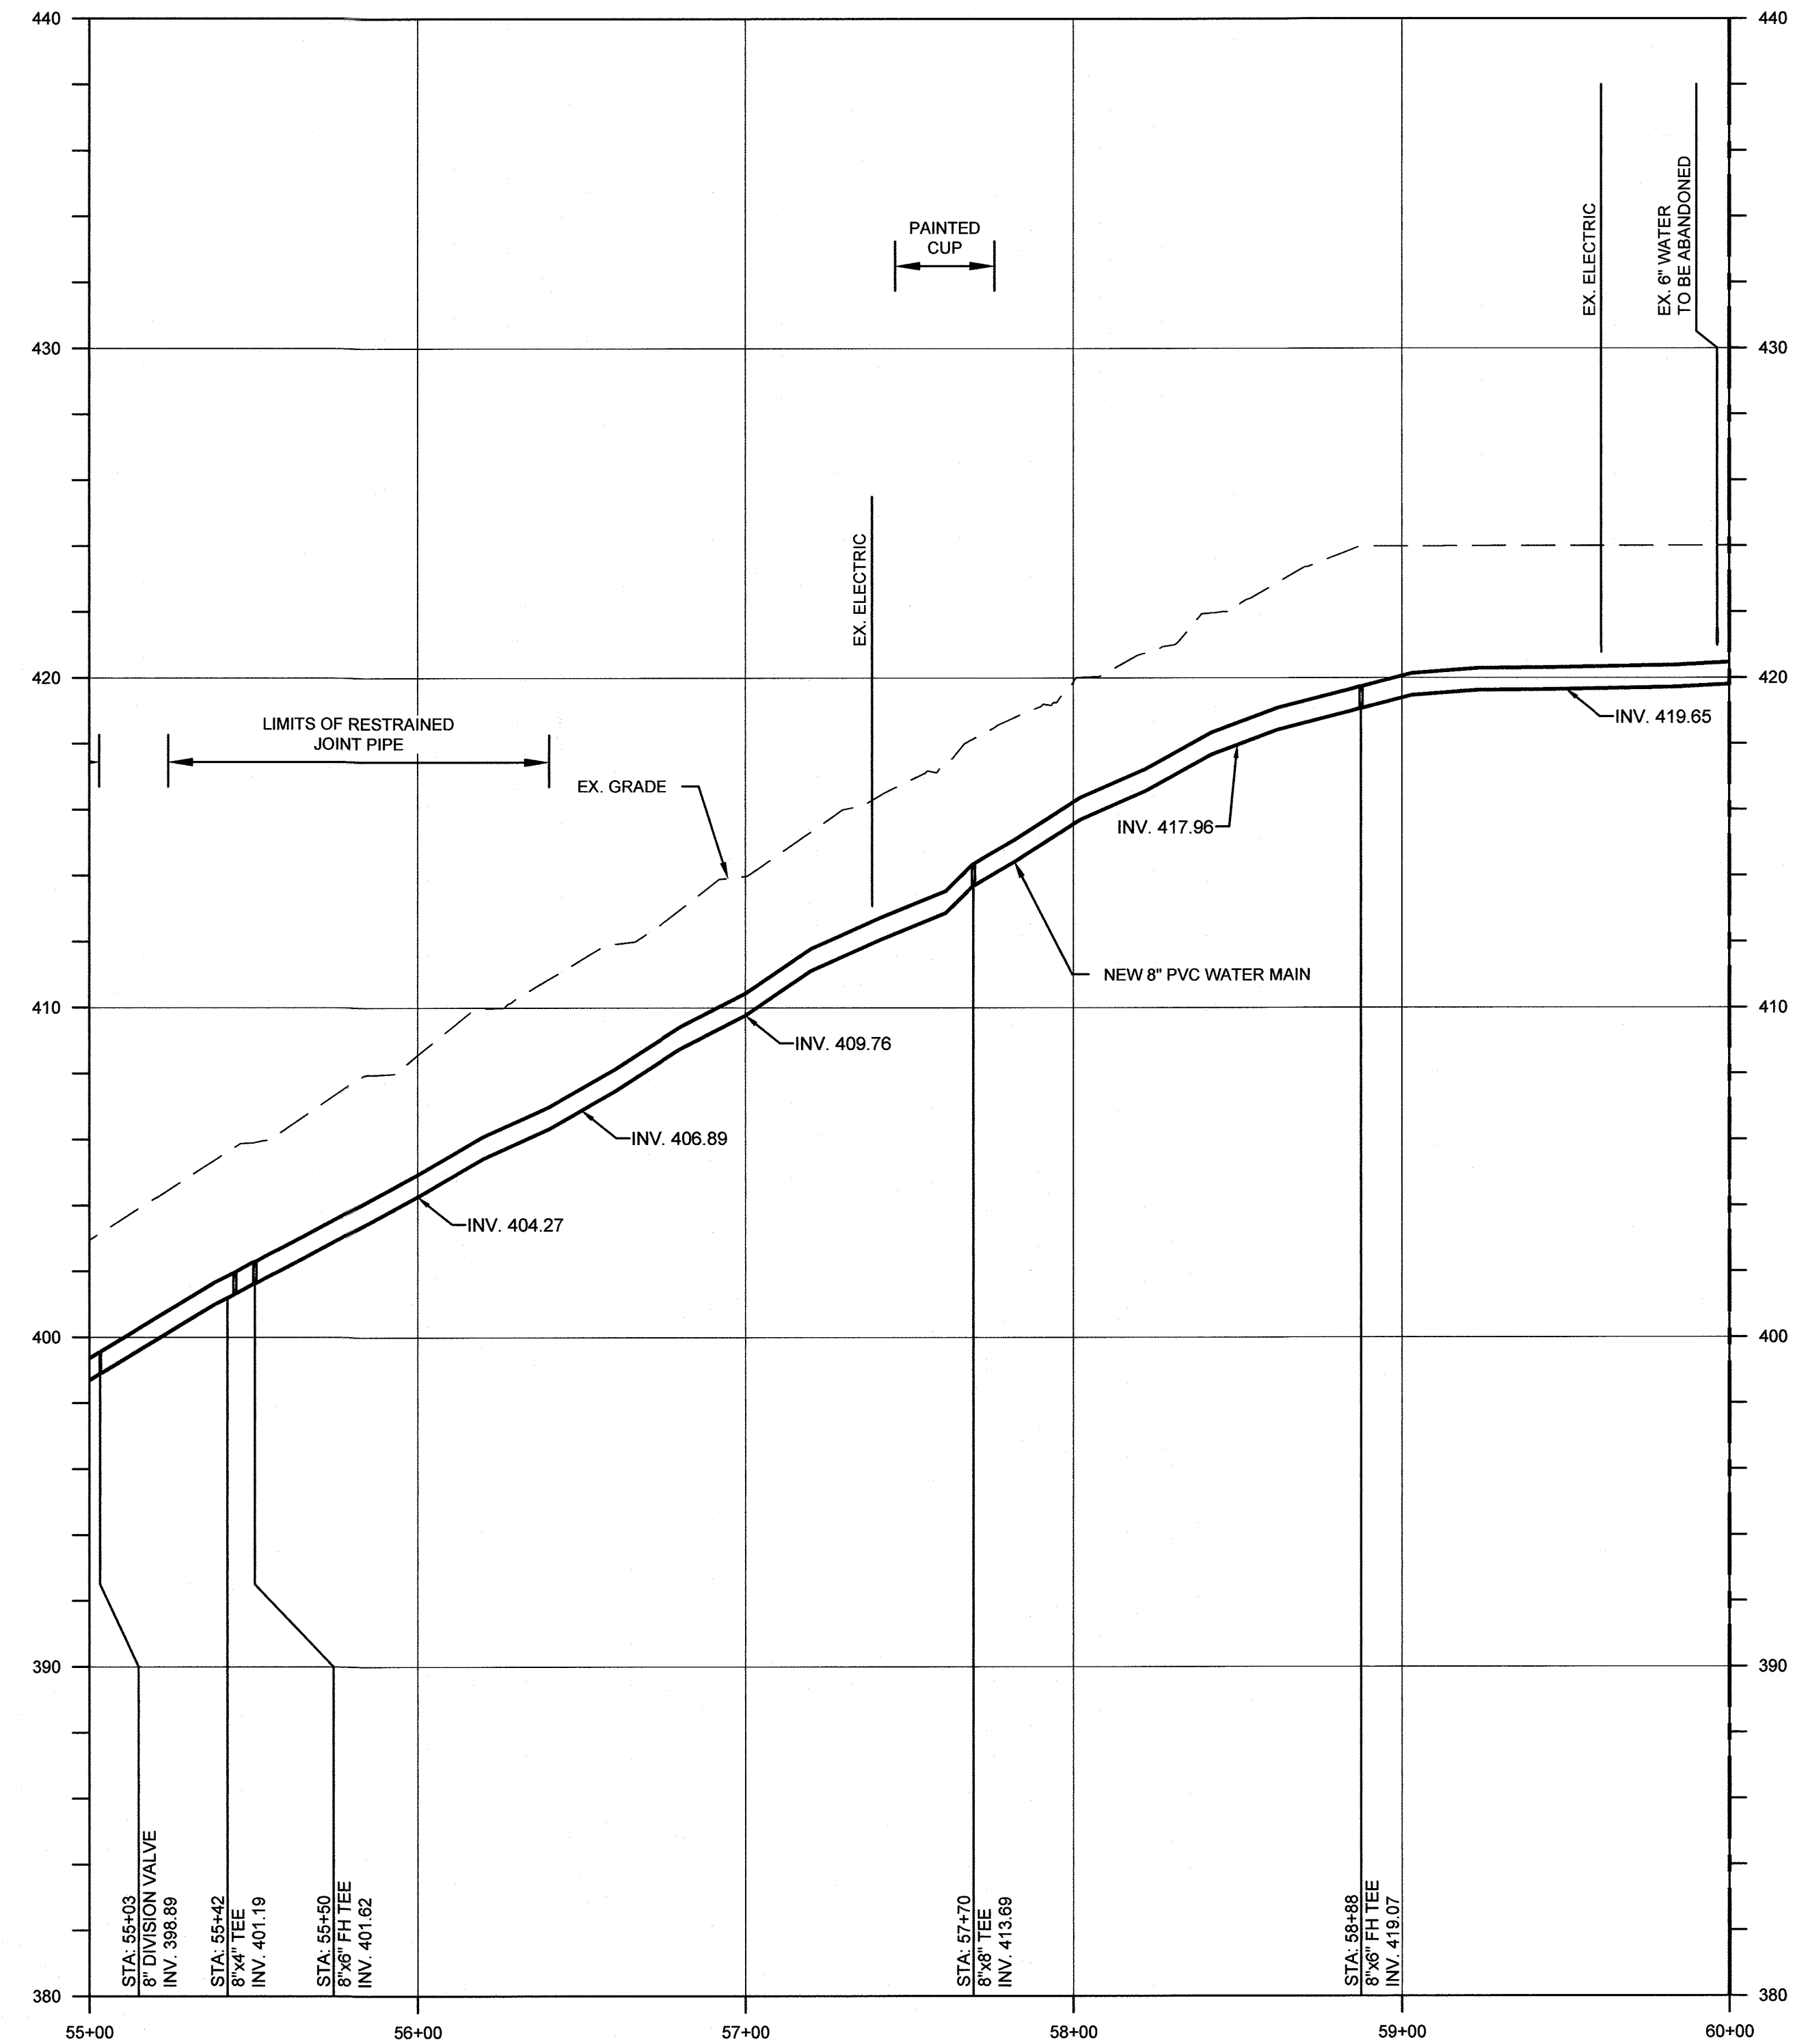 440
440
PAINTED
CUP
EX. ELECTRIC
EX. 6" WATER
TO BE ABANDONED
430
430
EX. ELECTRIC
420
420
LIMITS OF RESTRAINED
JOINT PIPE
INV. 419.65
EX. GRADE
INV. 417.96
NEW 8" PVC WATER MAIN
410
410
INV. 409.76
INV. 406.89
INV. 404.27
400
400
390
390
STA: 55+03
8" DIVISION VALVE
INV. 398.89
STA: 55+42
8"x4" TEE
INV. 401.19
STA: 55+50
8"x6" FH TEE
INV. 401.62
STA: 57+70
8"x8" TEE
INV. 413.69
STA: 58+88
8"x6" FH TEE
INV. 419.07
380
380
55+00
56+00
57+00
58+00
59+00
60+00